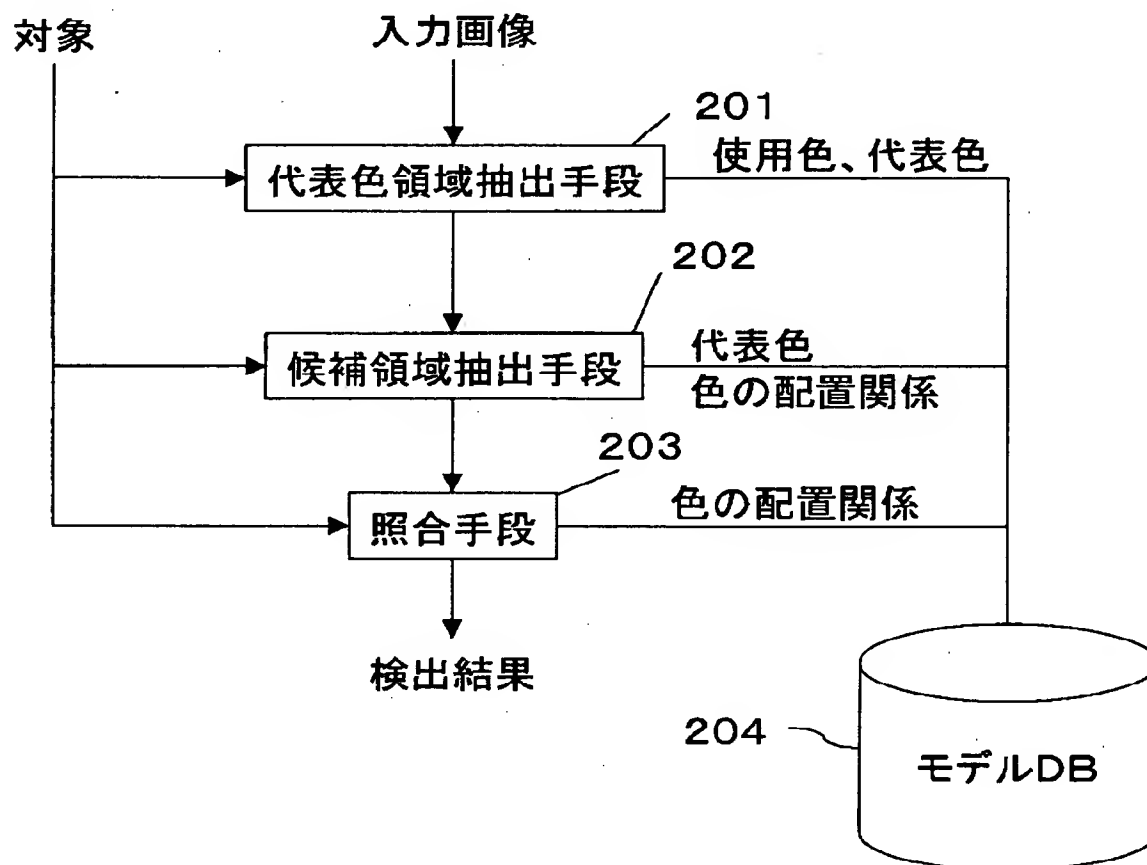 対象
入力画像
201
代表色領域抽出手段
使用色、代表色
202
候補領域抽出手段
代表色
色の配置関係
203
照合手段
色の配置関係
検出結果
204
モデルDB